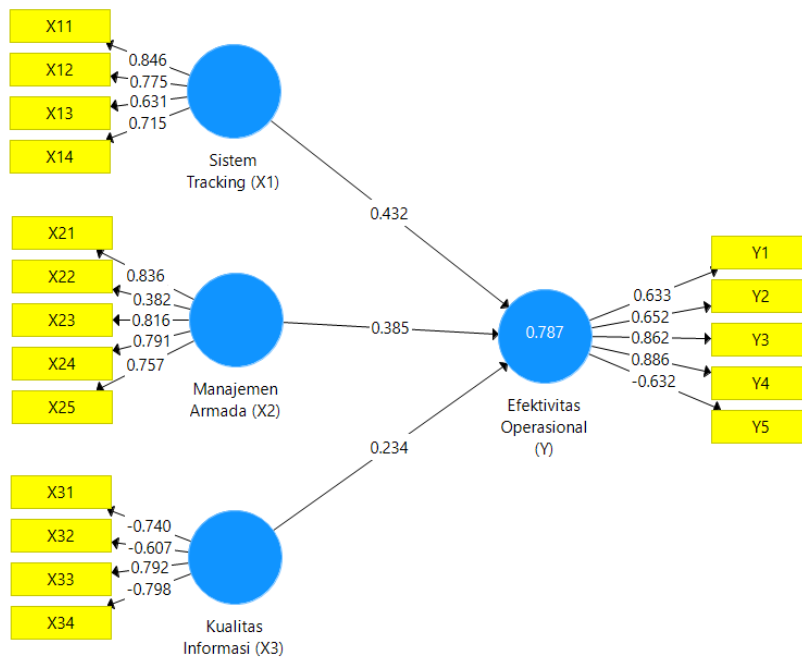 X11
X12
X13
X14
0.846
0.775
0.631
0.715
Sistem
Tracking (X1)
0.432
X21
X22
X23
X24
X25
0.836
0.382
0.816
0.791
0.757
Manajemen
Armada (X2)
0.385
X31
X32
X33
X34
-0.740
-0.607
0.792
-0.798
Kualitas
Informasi (X3)
0.234
0.787
Efektivitas
Operasional
(Y)
0.633
0.652
0.862
0.886
-0.632
Y1
Y2
Y3
Y4
Y5